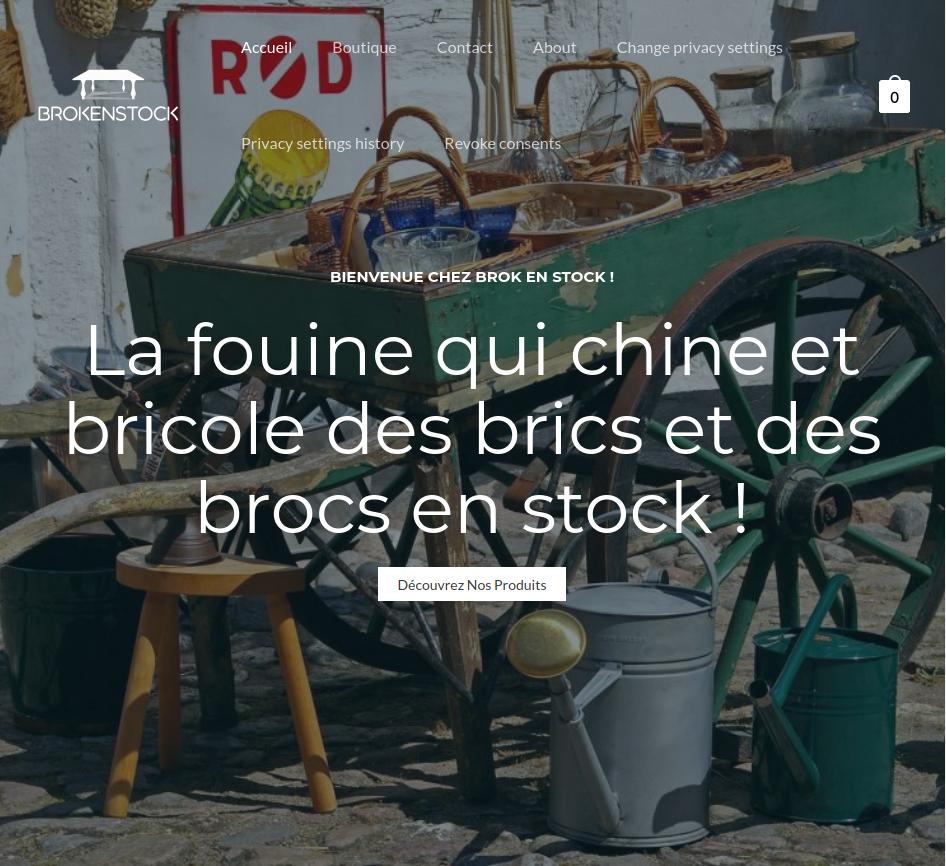 RØD
Accueil
Boutique
Contact
About
Change privacy settings
BROKENSTOCK
0
Privacy settings history
Revoke consents
BIENVENUE CHEZ BROK EN STOCK !
La fouine qui chine et
bricole des brics et des
brocs en stock !
Découvrez Nos Produits